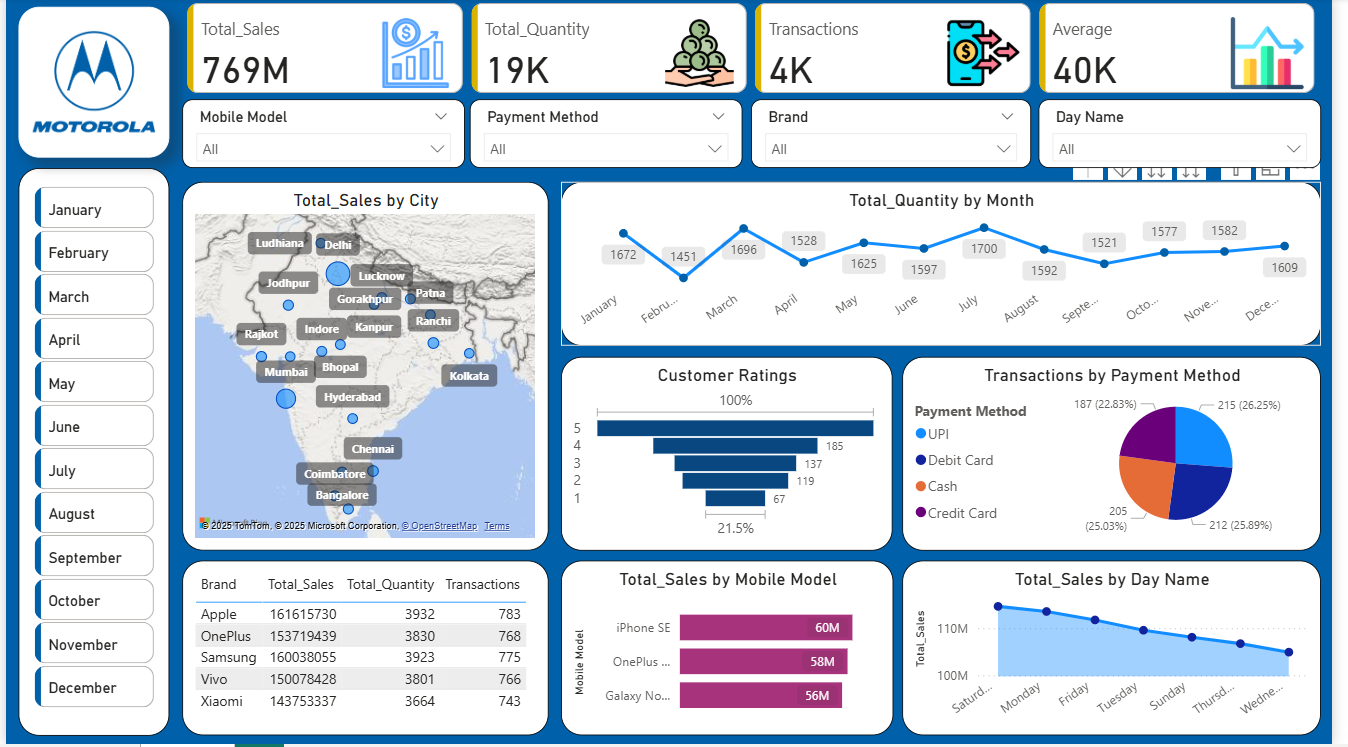 MOTOROLA
Total_Sales
769M
Total_Quantity
19K
Transactions
4K
Average
40K
Mobile Model
All
Payment Method
All
Brand
All
Day Name
All
January
February
March
April
May
June
July
August
September
October
November
December
Total_Sales by City
Ludhiana
Delhi
Jodhpur
Lucknow
Gorakhpur
Patna
Rajkot
Indore
Kanpur
Ranchi
Mumbai
Bhopal
Kolkata
Hyderabad
Chennai
Coimbatore
Bangalore
© 2025 TomTom, © 2025 Microsoft Corporation, © OpenStreetMap Terms
Total_Quantity by Month
1672
1451
1696
1528
1625
1597
1700
1592
1521
1577
1582
1609
January
Febru...
March
April
May
June
July
August
Septe...
Octo...
Nove...
Dece...
Customer Ratings
100%
5
4 185
3 137
2 119
1 67
21.5%
Transactions by Payment Method
Payment Method
UPI
Debit Card
Cash
Credit Card
187 (22.83%)
215 (26.25%)
205
(25.03%)
212 (25.89%)
Brand Total_Sales Total_Quantity Transactions
Apple 161615730 3932 783
OnePlus 153719439 3830 768
Samsung 160038055 3923 775
Vivo 150078428 3801 766
Xiaomi 143753337 3664 743
Total_Sales by Mobile Model
Mobile Model
iPhone SE 60M
OnePlus ... 58M
Galaxy No... 56M
Total_Sales by Day Name
Total_Sales
110M
100M
Saturd...
Monday
Friday
Tuesday
Sunday
Thursd...
Wedne...